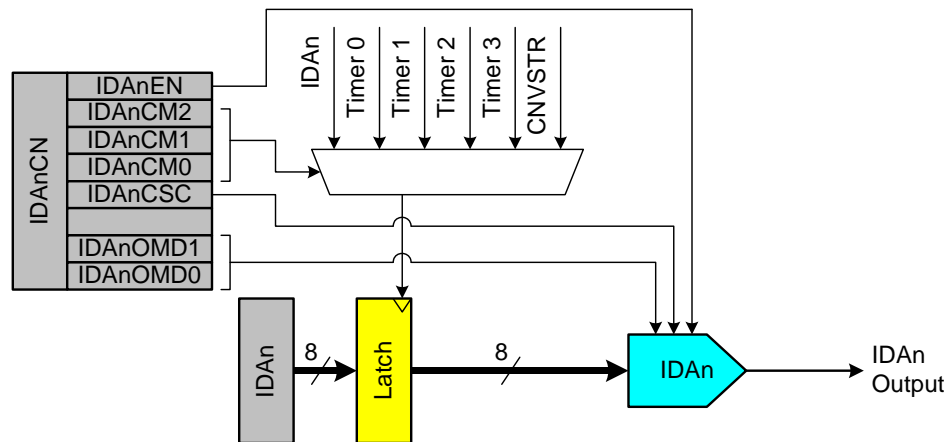 IDAnCN
IDAnEN
IDAnCM2
IDAnCM1
IDAnCM0
IDAnCSC
IDAnOMD1
IDAnOMD0
IDAn
Timer 0
Timer 1
Timer 2
Timer 3
CNVSTR
IDAn
8
Latch
8
IDAn
IDAn
Output